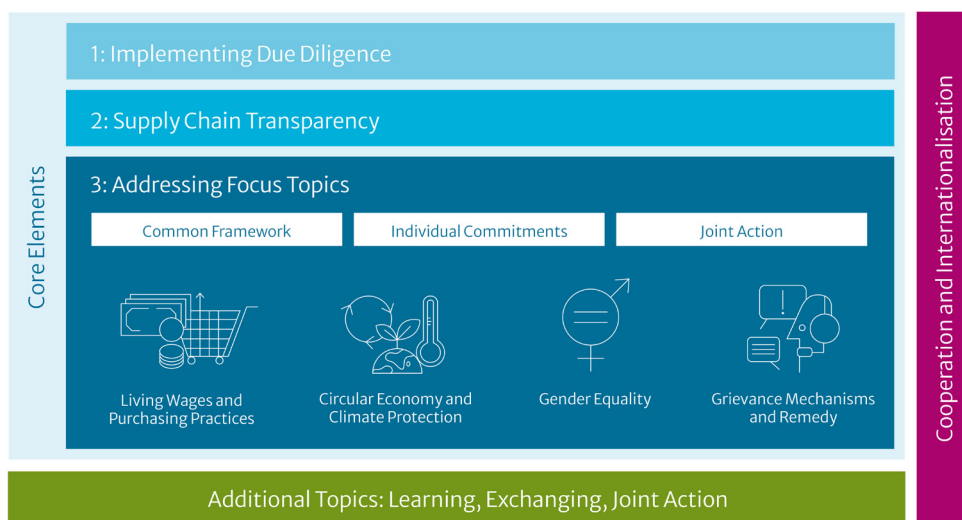 Core Elements
1: Implementing Due Diligence
2: Supply Chain Transparency
3: Addressing Focus Topics
Common Framework
Individual Commitments
Joint Action
Living Wages and
Purchasing Practices
Circular Economy and
Climate Protection
Gender Equality
Grievance Mechanisms
and Remedy
Additional Topics: Learning, Exchanging, Joint Action
Cooperation and Internationalisation